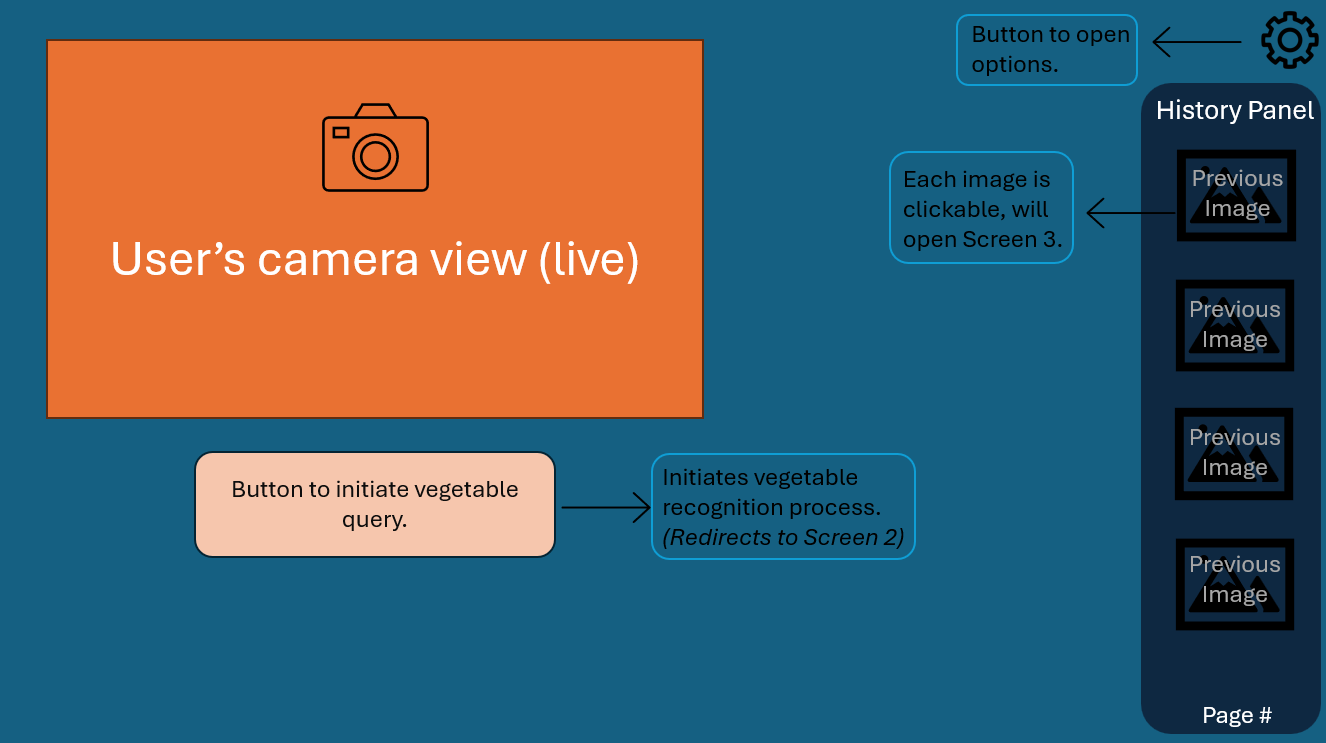 Button to open
options.
History Panel
User’s camera view (live)
Each image is
clickable, will
open Screen 3.
Previous
Image
Previous
Image
Previous
Image
Previous
Image
Button to initiate vegetable
query.
Initiates vegetable
recognition process.
(Redirects to Screen 2)
Page #